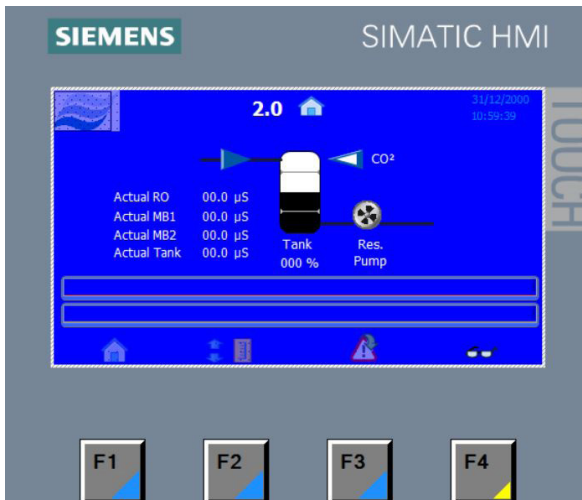 SIEMENS
SIMATIC HMI
TOUCH
2.0
31/12/2000
10:59:39
CO²
Actual RO 00.0 µS
Actual MB1 00.0 µS
Actual MB2 00.0 µS
Actual Tank 00.0 µS
Tank
000 %
Res.
Pump
F1 F2 F3 F4